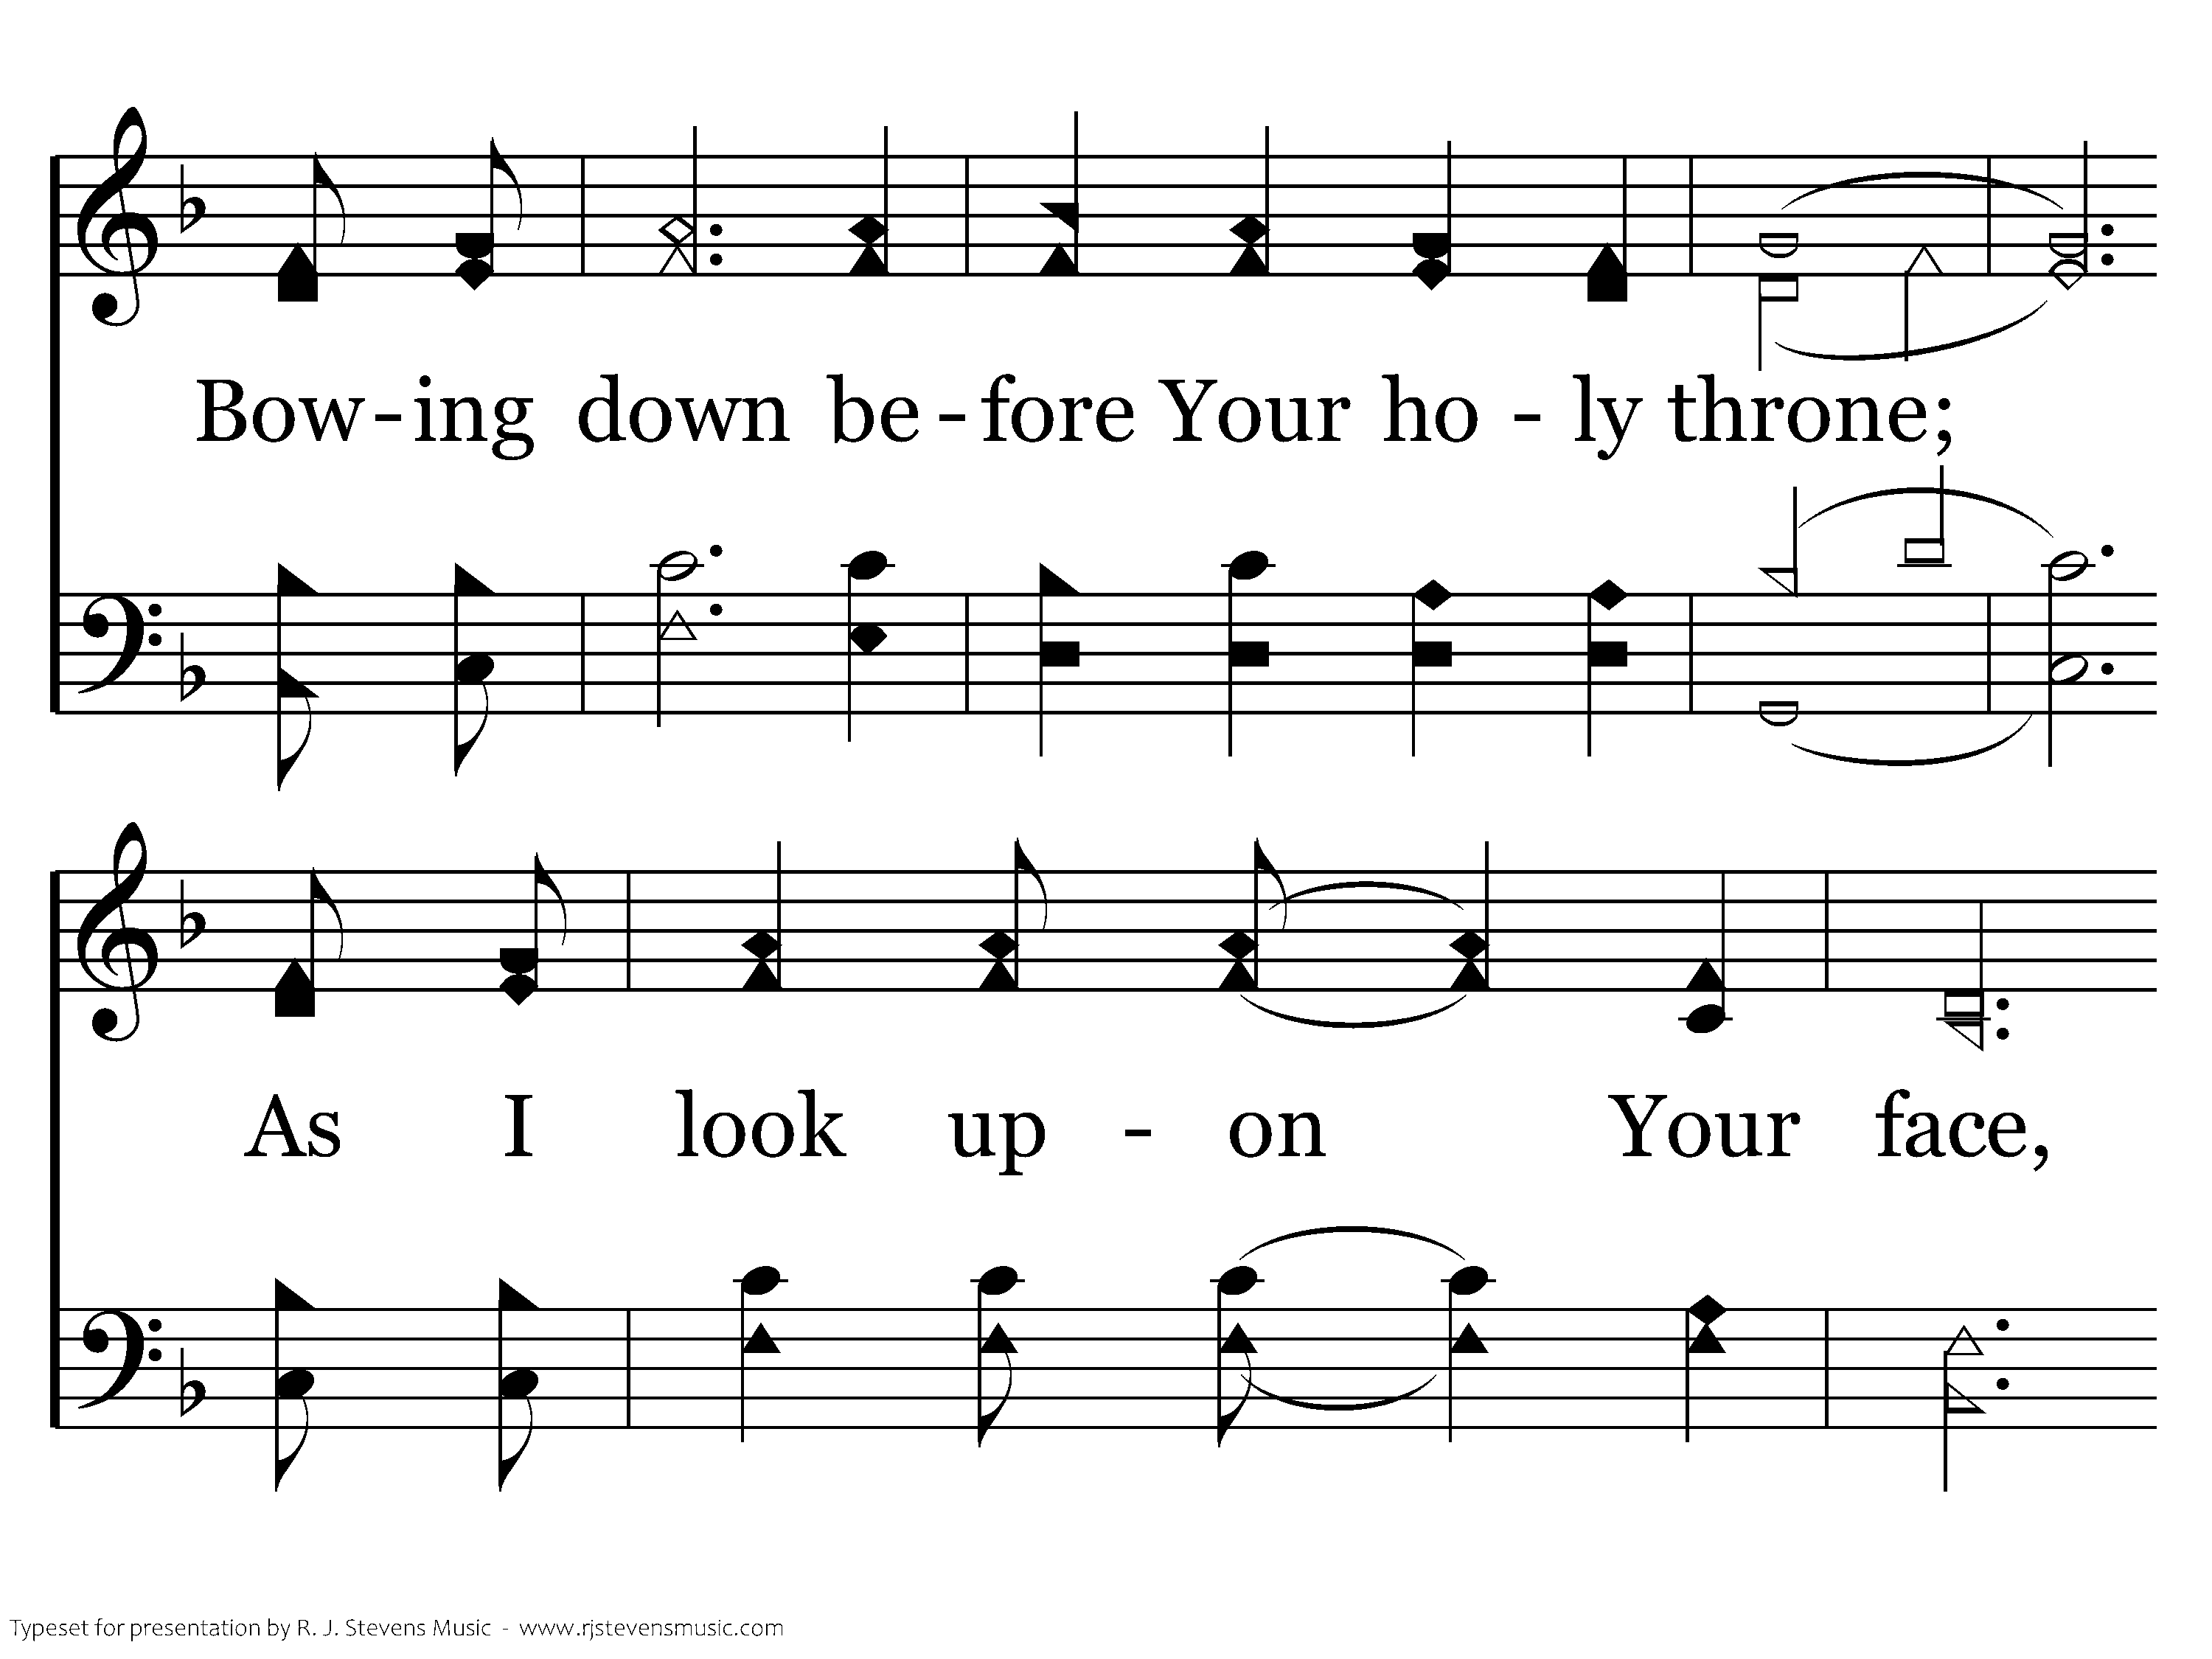 Bow-ing down be-fore Your ho - ly throne;
As I look up - on Your face,
Typeset for presentation by R. J. Stevens Music - www.rjstevensmusic.com